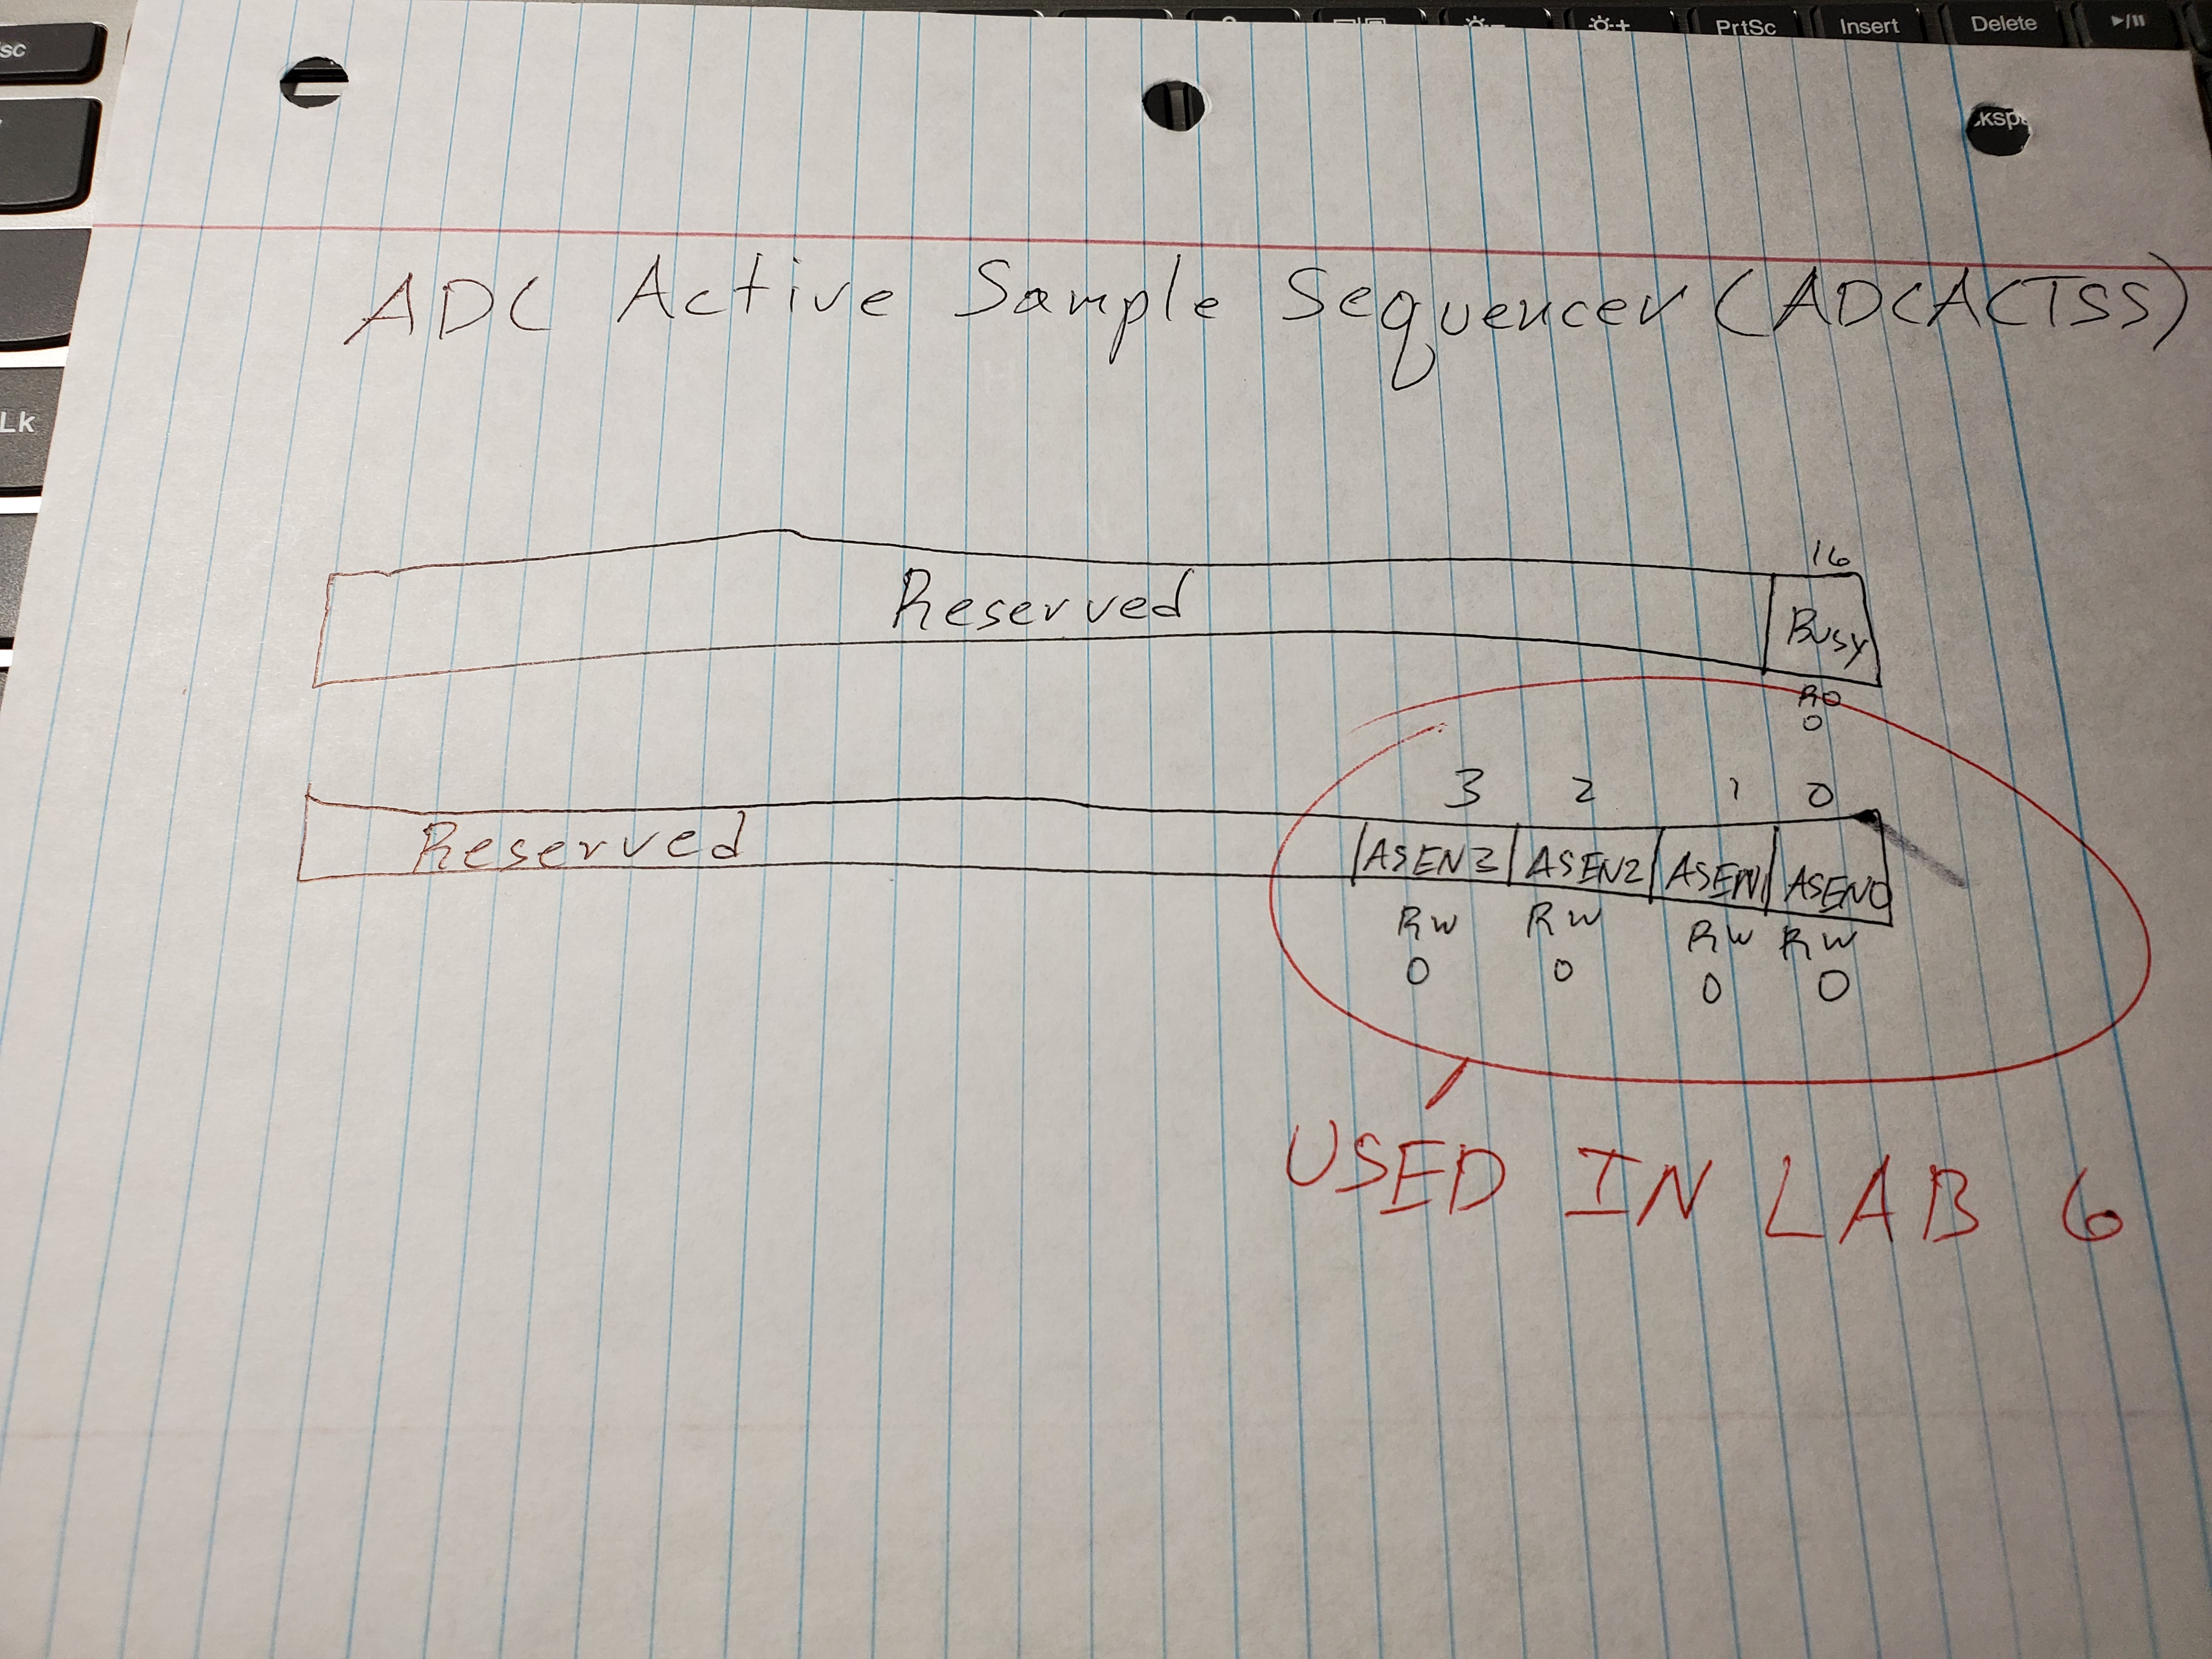 sc
PrtSc Insert Delete
Lk
ksp
ADC Active Sample Sequencer (ADCACTSS)
16
Reserved Busy
RO
0
3 2 1 0
Reserved ASEN3 ASEN2 ASEN1 ASEN0
RW RW RW RW
0 0 0 0
USED IN LAB 6